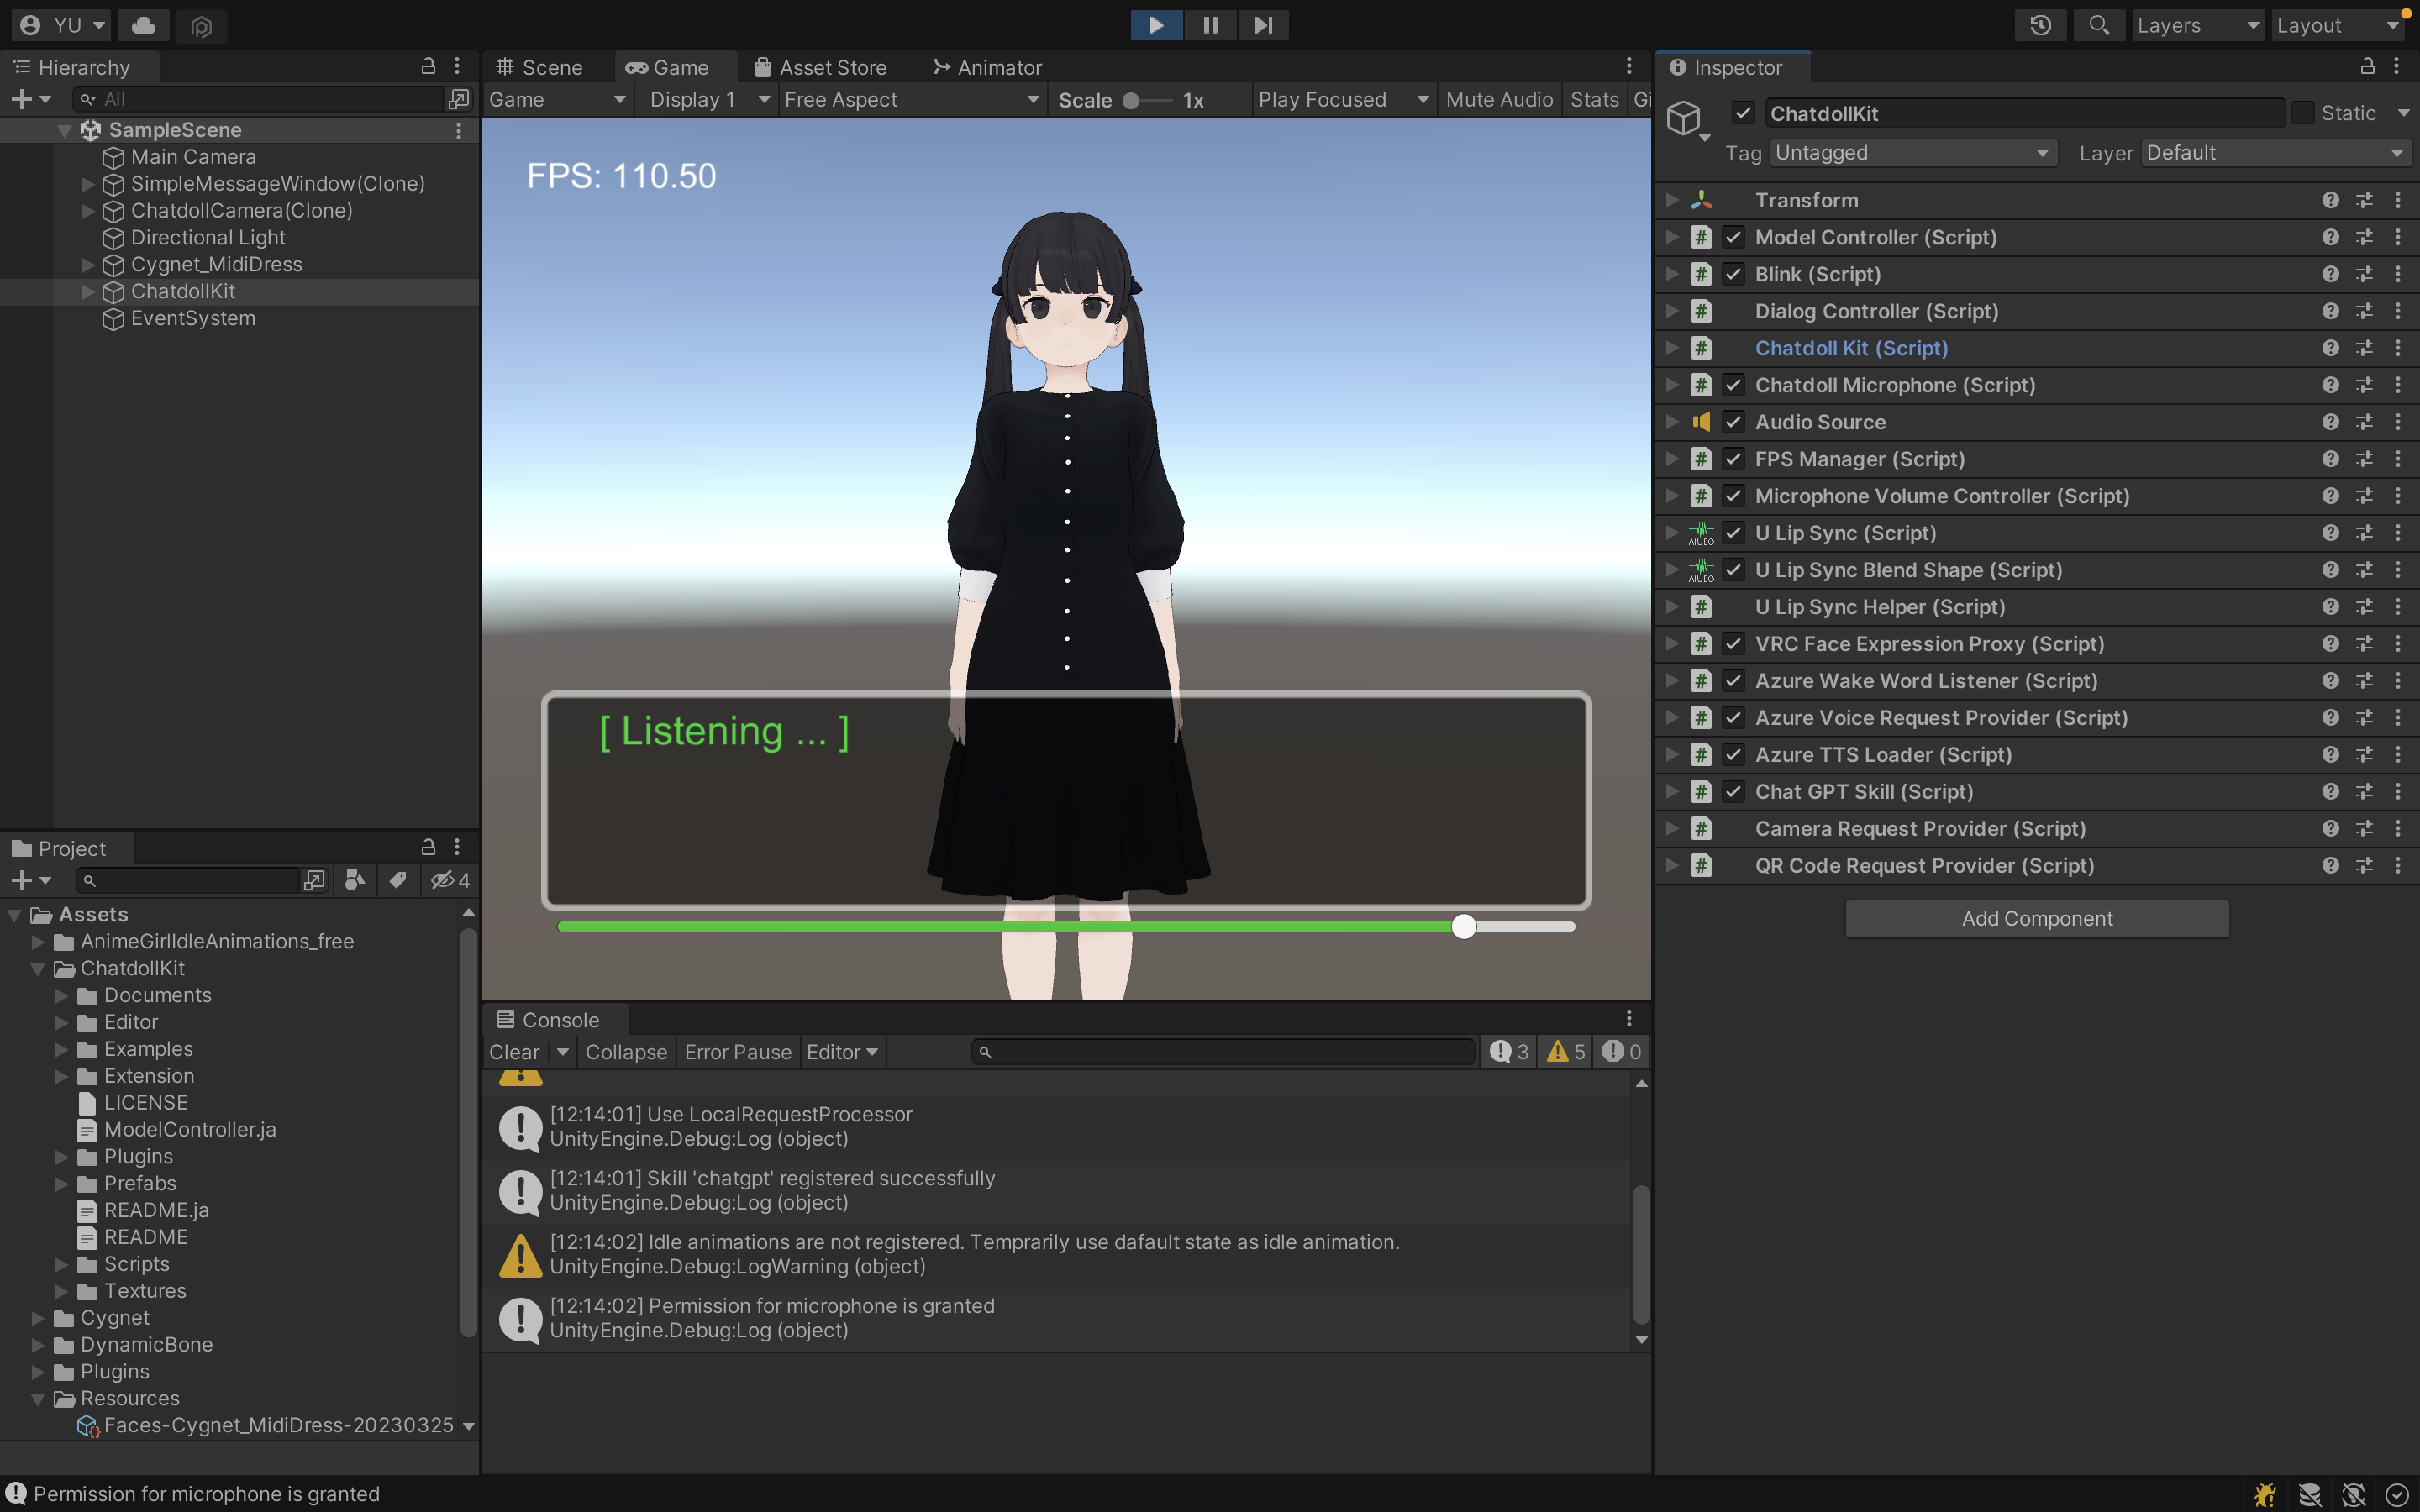 YU
Layers
Layout
Hierarchy
All
SampleScene
Main Camera
SimpleMessageWindow(Clone)
ChatdollCamera(Clone)
Directional Light
Cygnet_MidiDress
ChatdollKit
EventSystem
Project
4
Assets
AnimeGirlIdleAnimations_free
ChatdollKit
Documents
Editor
Examples
Extension
LICENSE
ModelController.ja
Plugins
Prefabs
README.ja
README
Scripts
Textures
Cygnet
DynamicBone
Plugins
Resources
Faces-Cygnet_MidiDress-20230325
Scene
Game
Asset Store
Animator
Game
Display 1
Free Aspect
Scale
1x
Play Focused
Mute Audio
Stats
Gi
FPS: 110.50
[ Listening ... ]
Console
Clear
Collapse
Error Pause
Editor
3
5
0
[12:14:01] Use LocalRequestProcessor
UnityEngine.Debug:Log (object)
[12:14:01] Skill 'chatgpt' registered successfully
UnityEngine.Debug:Log (object)
[12:14:02] Idle animations are not registered. Temprarily use dafault state as idle animation.
UnityEngine.Debug:LogWarning (object)
[12:14:02] Permission for microphone is granted
UnityEngine.Debug:Log (object)
Inspector
ChatdollKit
Static
Tag
Untagged
Layer
Default
Transform
Model Controller (Script)
Blink (Script)
Dialog Controller (Script)
Chatdoll Kit (Script)
Chatdoll Microphone (Script)
Audio Source
FPS Manager (Script)
Microphone Volume Controller (Script)
AIUEO
U Lip Sync (Script)
AIUEO
U Lip Sync Blend Shape (Script)
U Lip Sync Helper (Script)
VRC Face Expression Proxy (Script)
Azure Wake Word Listener (Script)
Azure Voice Request Provider (Script)
Azure TTS Loader (Script)
Chat GPT Skill (Script)
Camera Request Provider (Script)
QR Code Request Provider (Script)
Add Component
Permission for microphone is granted